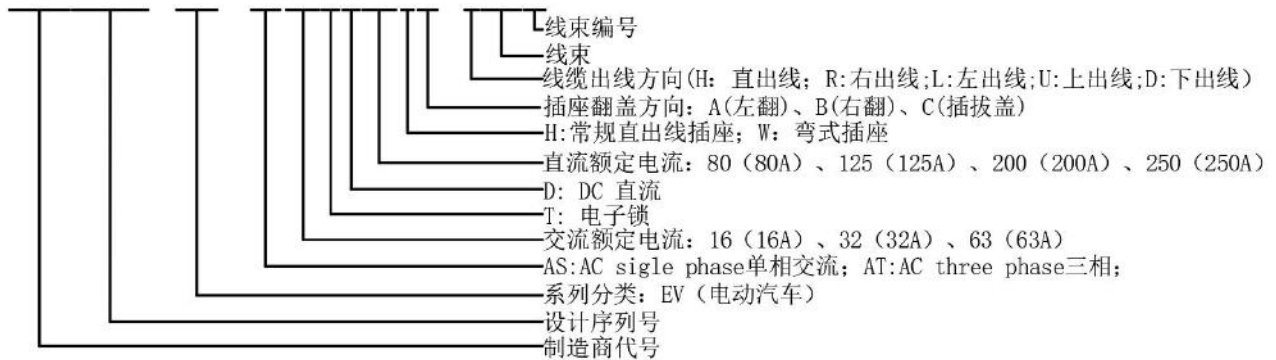 线束编号
线束
线缆出线方向(H: 直出线; R:右出线;L:左出线;U:上出线;D:下出线)
插座翻盖方向: A(左翻)、B(右翻)、C(插拔盖)
H:常规直出线插座; W: 弯式插座
直流额定电流: 80 (80A) 、125 (125A) 、200 (200A) 、250 (250A)
D: DC 直流
T: 电子锁
交流额定电流: 16 (16A) 、32 (32A) 、63 (63A)
AS:AC sigle phase单相交流; AT:AC three phase三相;
系列分类: EV (电动汽车)
设计序列号
制造商代号